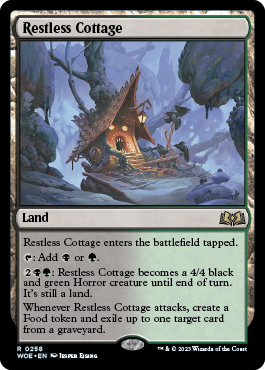 Restless Cottage
Land
Restless Cottage enters the battlefield tapped.
: Add or .
2 : Restless Cottage becomes a 4/4 black
and green Horror creature until end of turn.
It's still a land.
Whenever Restless Cottage attacks, create a
Food token and exile up to one target card
from a graveyard.
R 0258
WOE • EN Jesper Ejsing
™ & © 2023 Wizards of the Coast